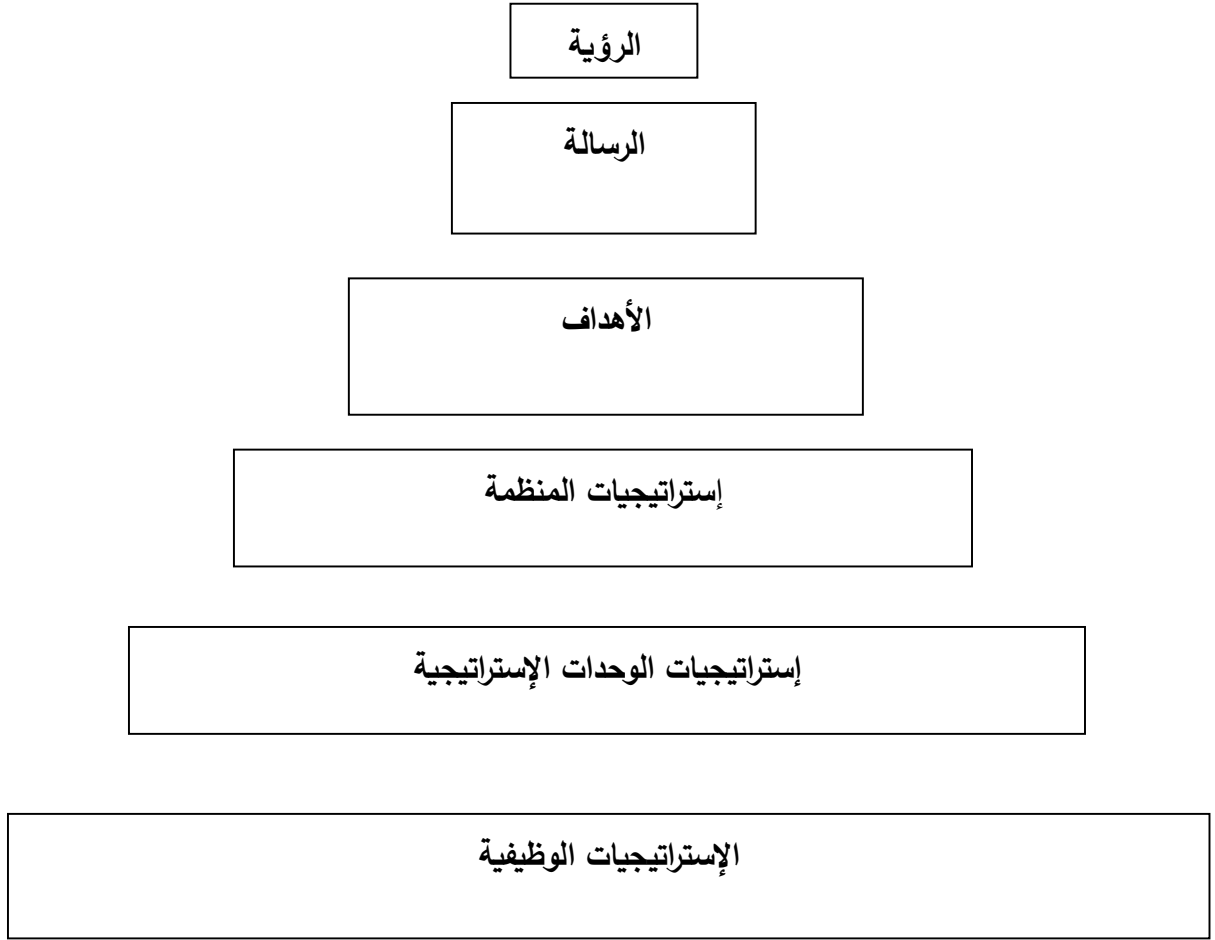 الرؤية
الرسالة
الأهداف
إستراتيجيات المنظمة
إستراتيجيات الوحدات الإستراتيجية
الإستراتيجيات الوظيفية